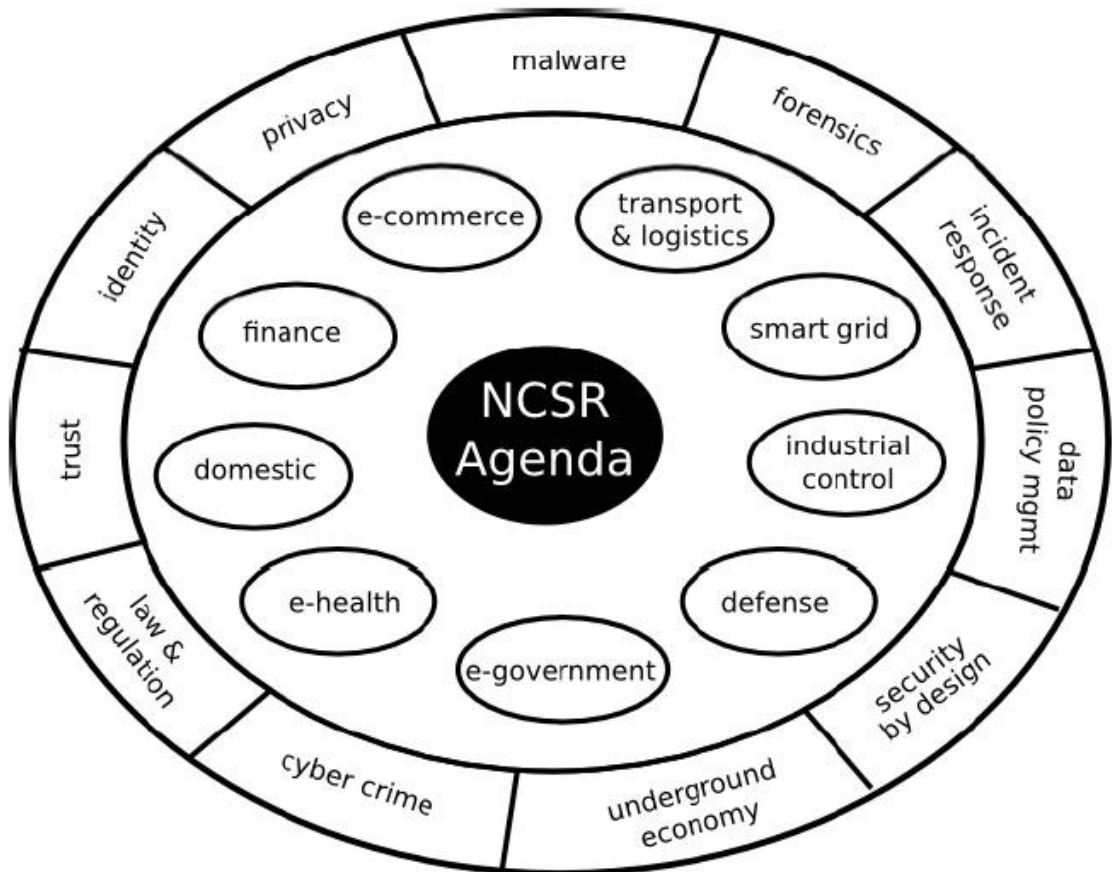 malware
forensics
incident
response
data
policy mgmt
security
by design
underground
economy
cyber crime
law &
regulation
trust
identity
privacy
e-commerce
transport
& logistics
smart grid
industrial
control
defense
e-government
e-health
domestic
finance
NCSR
Agenda